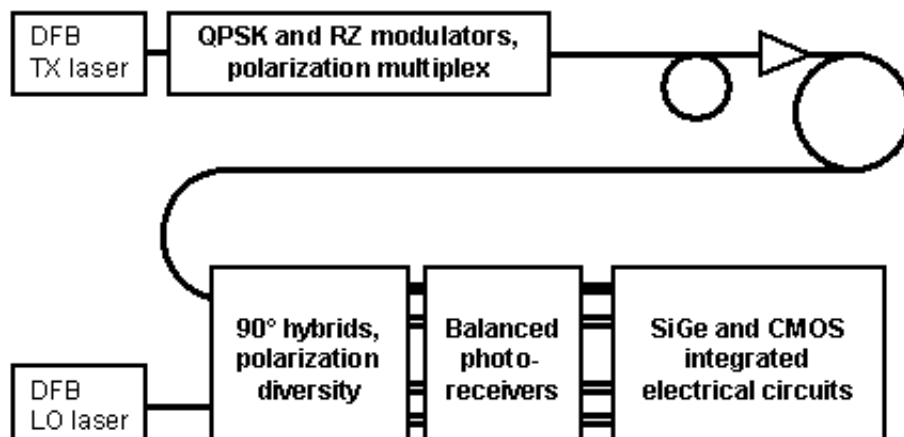 DFB
TX laser
QPSK and RZ modulators,
polarization multiplex
90° hybrids,
polarization
diversity
Balanced
photo-
receivers
SiGe and CMOS
integrated
electrical circuits
DFB
LO laser